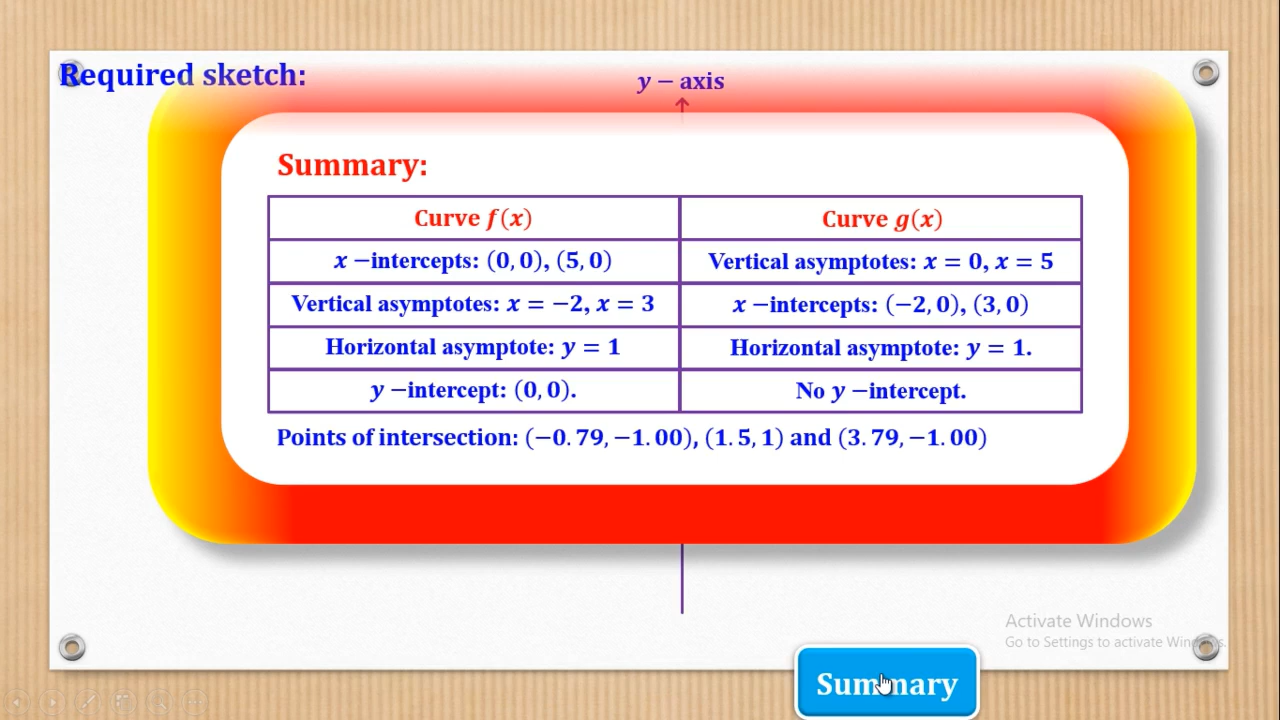 Required sketch:
y – axis
Summary:
Curve f(x)
Curve g(x)
x –intercepts: (0, 0), (5, 0)
Vertical asymptotes: x = 0, x = 5
Vertical asymptotes: x = −2, x = 3
x –intercepts: (−2, 0), (3, 0)
Horizontal asymptote: y = 1
Horizontal asymptote: y = 1.
y –intercept: (0, 0).
No y –intercept.
Points of intersection: (−0.79, −1.00), (1.5, 1) and (3.79, −1.00)
Activate Windows
Go to Settings to activate Windows.
Summary